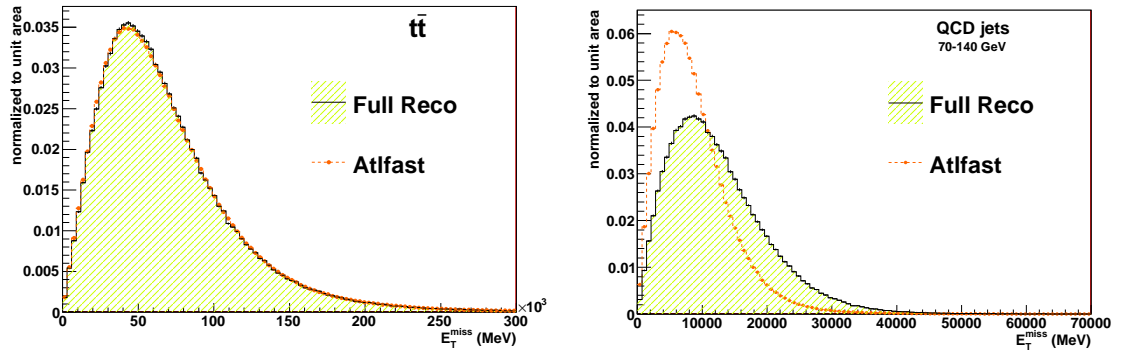 normalized to unit area
0.035
0.03
0.025
0.02
0.015
0.01
0.005
0
tt̄
Full Reco
Atlfast
0 50 100 150 200 250 300
×10³
E_T^miss (MeV)
normalized to unit area
0.06
0.05
0.04
0.03
0.02
0.01
0
QCD jets
70-140 GeV
Full Reco
Atlfast
0 10000 20000 30000 40000 50000 60000 70000
E_T^miss (MeV)